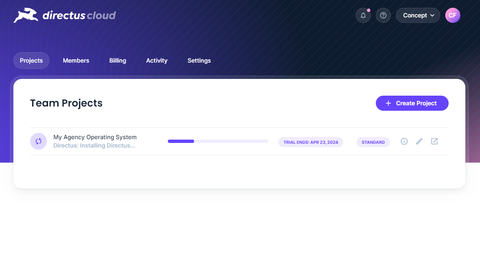 directus cloud
Concept
CF
Projects
Members
Billing
Activity
Settings
Team Projects
Create Project
My Agency Operating System
Directus: Installing Directus...
TRIAL ENDS: APR 23, 2024
STANDARD